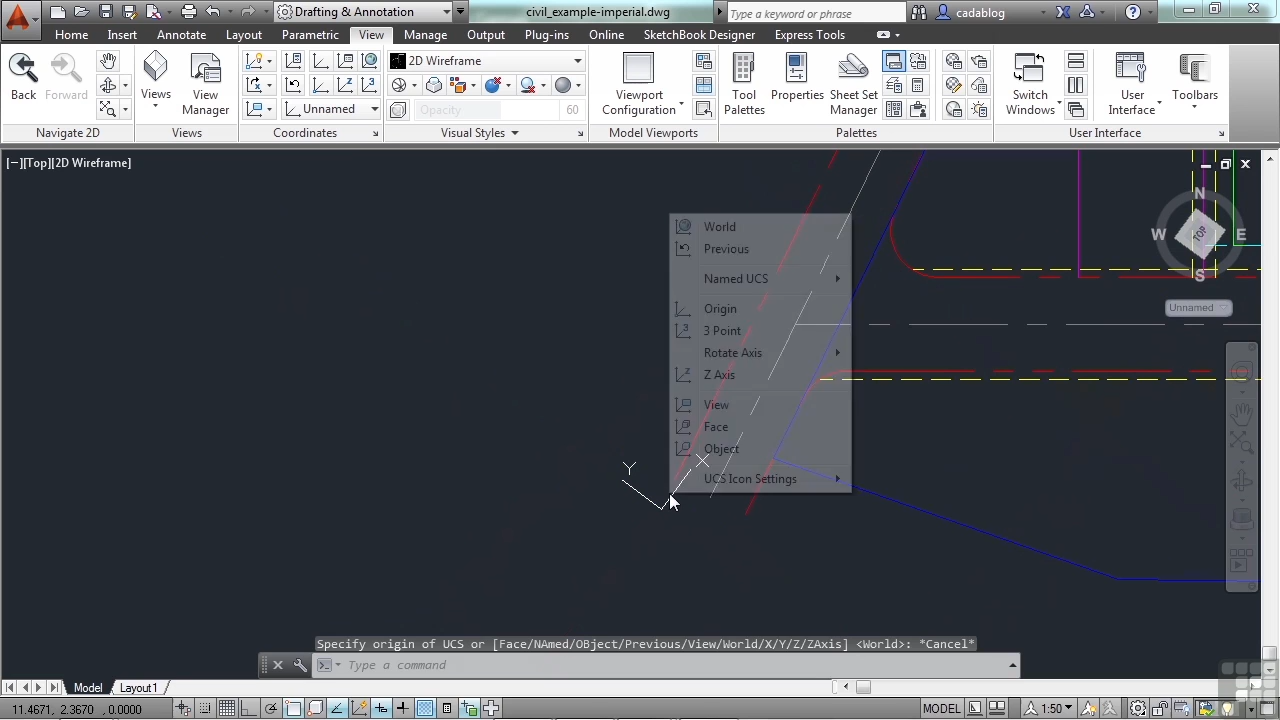 Drafting & Annotation civil_example-imperial.dwg Type a keyword or phrase cadablog
Home Insert Annotate Layout Parametric View Manage Output Plug-ins Online SketchBook Designer Express Tools
2D Wireframe
Back Forward Views View Manager Unnamed Opacity 60 Viewport Configuration Tool Palettes Properties Sheet Set Manager Switch Windows User Interface Toolbars
Navigate 2D Views Coordinates Visual Styles Model Viewports Palettes User Interface
[−][Top][2D Wireframe]
N
W TOP E
S
Unnamed
World
Previous
Named UCS
Origin
3 Point
Rotate Axis
Z Axis
View
Face
Object
UCS Icon Settings
Y X
Specify origin of UCS or [Face/NAmed/OBject/Previous/View/World/X/Y/Z/ZAxis] <World>: *Cancel*
Type a command
Model Layout1
11.4671, 2.3670 , 0.0000 MODEL 1:50